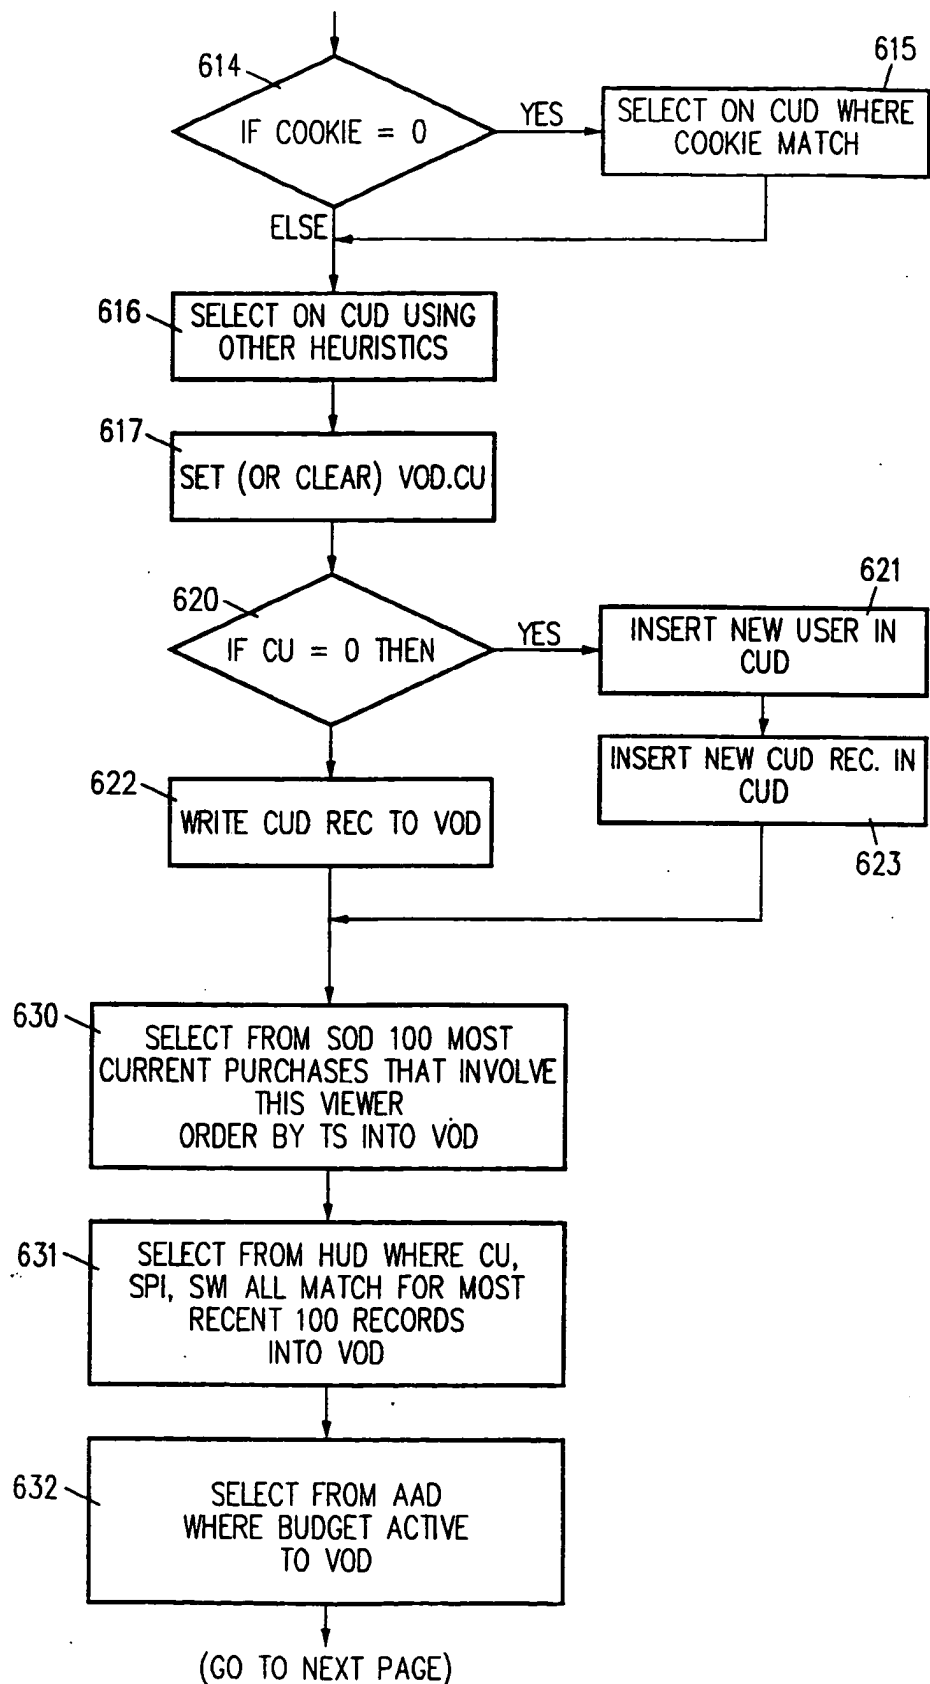 614
IF COOKIE = 0
YES
615
SELECT ON CUD WHERE
COOKIE MATCH
ELSE
616
SELECT ON CUD USING
OTHER HEURISTICS
617
SET (OR CLEAR) VOD.CU
620
IF CU = 0 THEN
YES
621
INSERT NEW USER IN
CUD
INSERT NEW CUD REC. IN
CUD
623
622
WRITE CUD REC TO VOD
630
SELECT FROM SOD 100 MOST
CURRENT PURCHASES THAT INVOLVE
THIS VIEWER
ORDER BY TS INTO VOD
631
SELECT FROM HUD WHERE CU,
SPI, SWI ALL MATCH FOR MOST
RECENT 100 RECORDS
INTO VOD
632
SELECT FROM AAD
WHERE BUDGET ACTIVE
TO VOD
(GO TO NEXT PAGE)